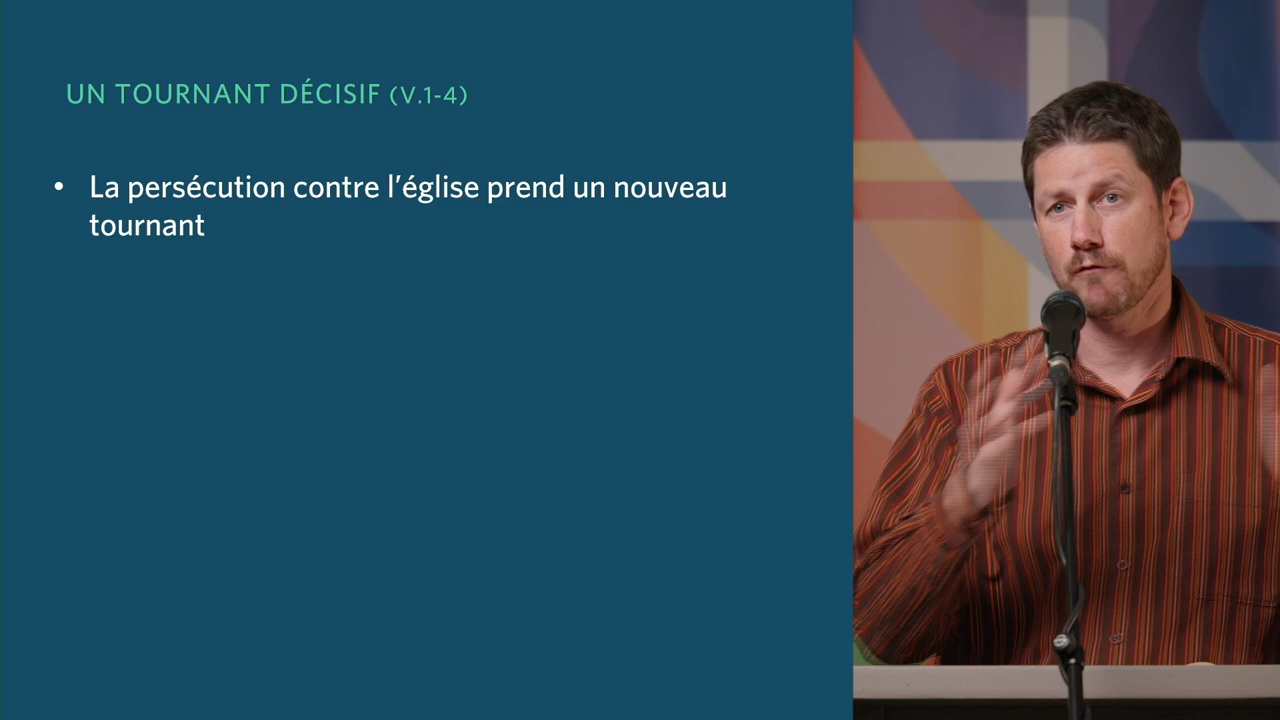 UN TOURNANT DÉCISIF (V.1-4)
• La persécution contre l'église prend un nouveau
tournant